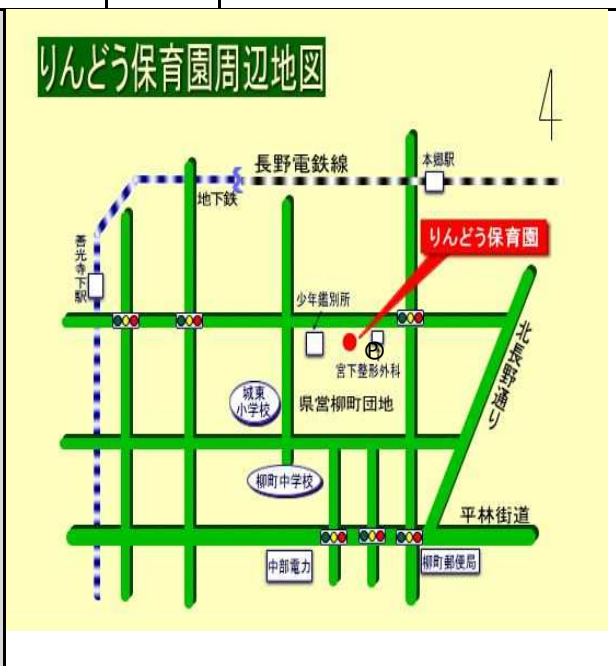 りんどう保育園周辺地図
4
長野電鉄線
本郷駅
地下鉄
りんどう保育園
善光寺下駅
少年鑑別所
北長野通り
P
宮下整形外科
城東
小学校
県営柳町団地
柳町中学校
平林街道
中部電力
柳町郵便局